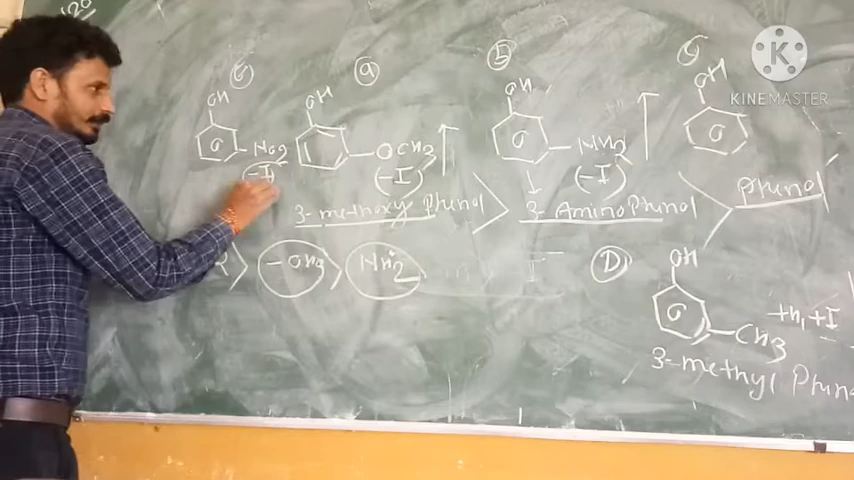 (e) (a) (b) (c)
OH OH OH OH
NO2 OCH3 > NH2 >
(-I) (-I) (-I)
3-methoxy Phenol > 3-Amino Phenol > phenol
> -OCH3 > NH2 I-
(D) OH
CH3 +H, +I
3-methyl Phenol
K
KINEMASTER